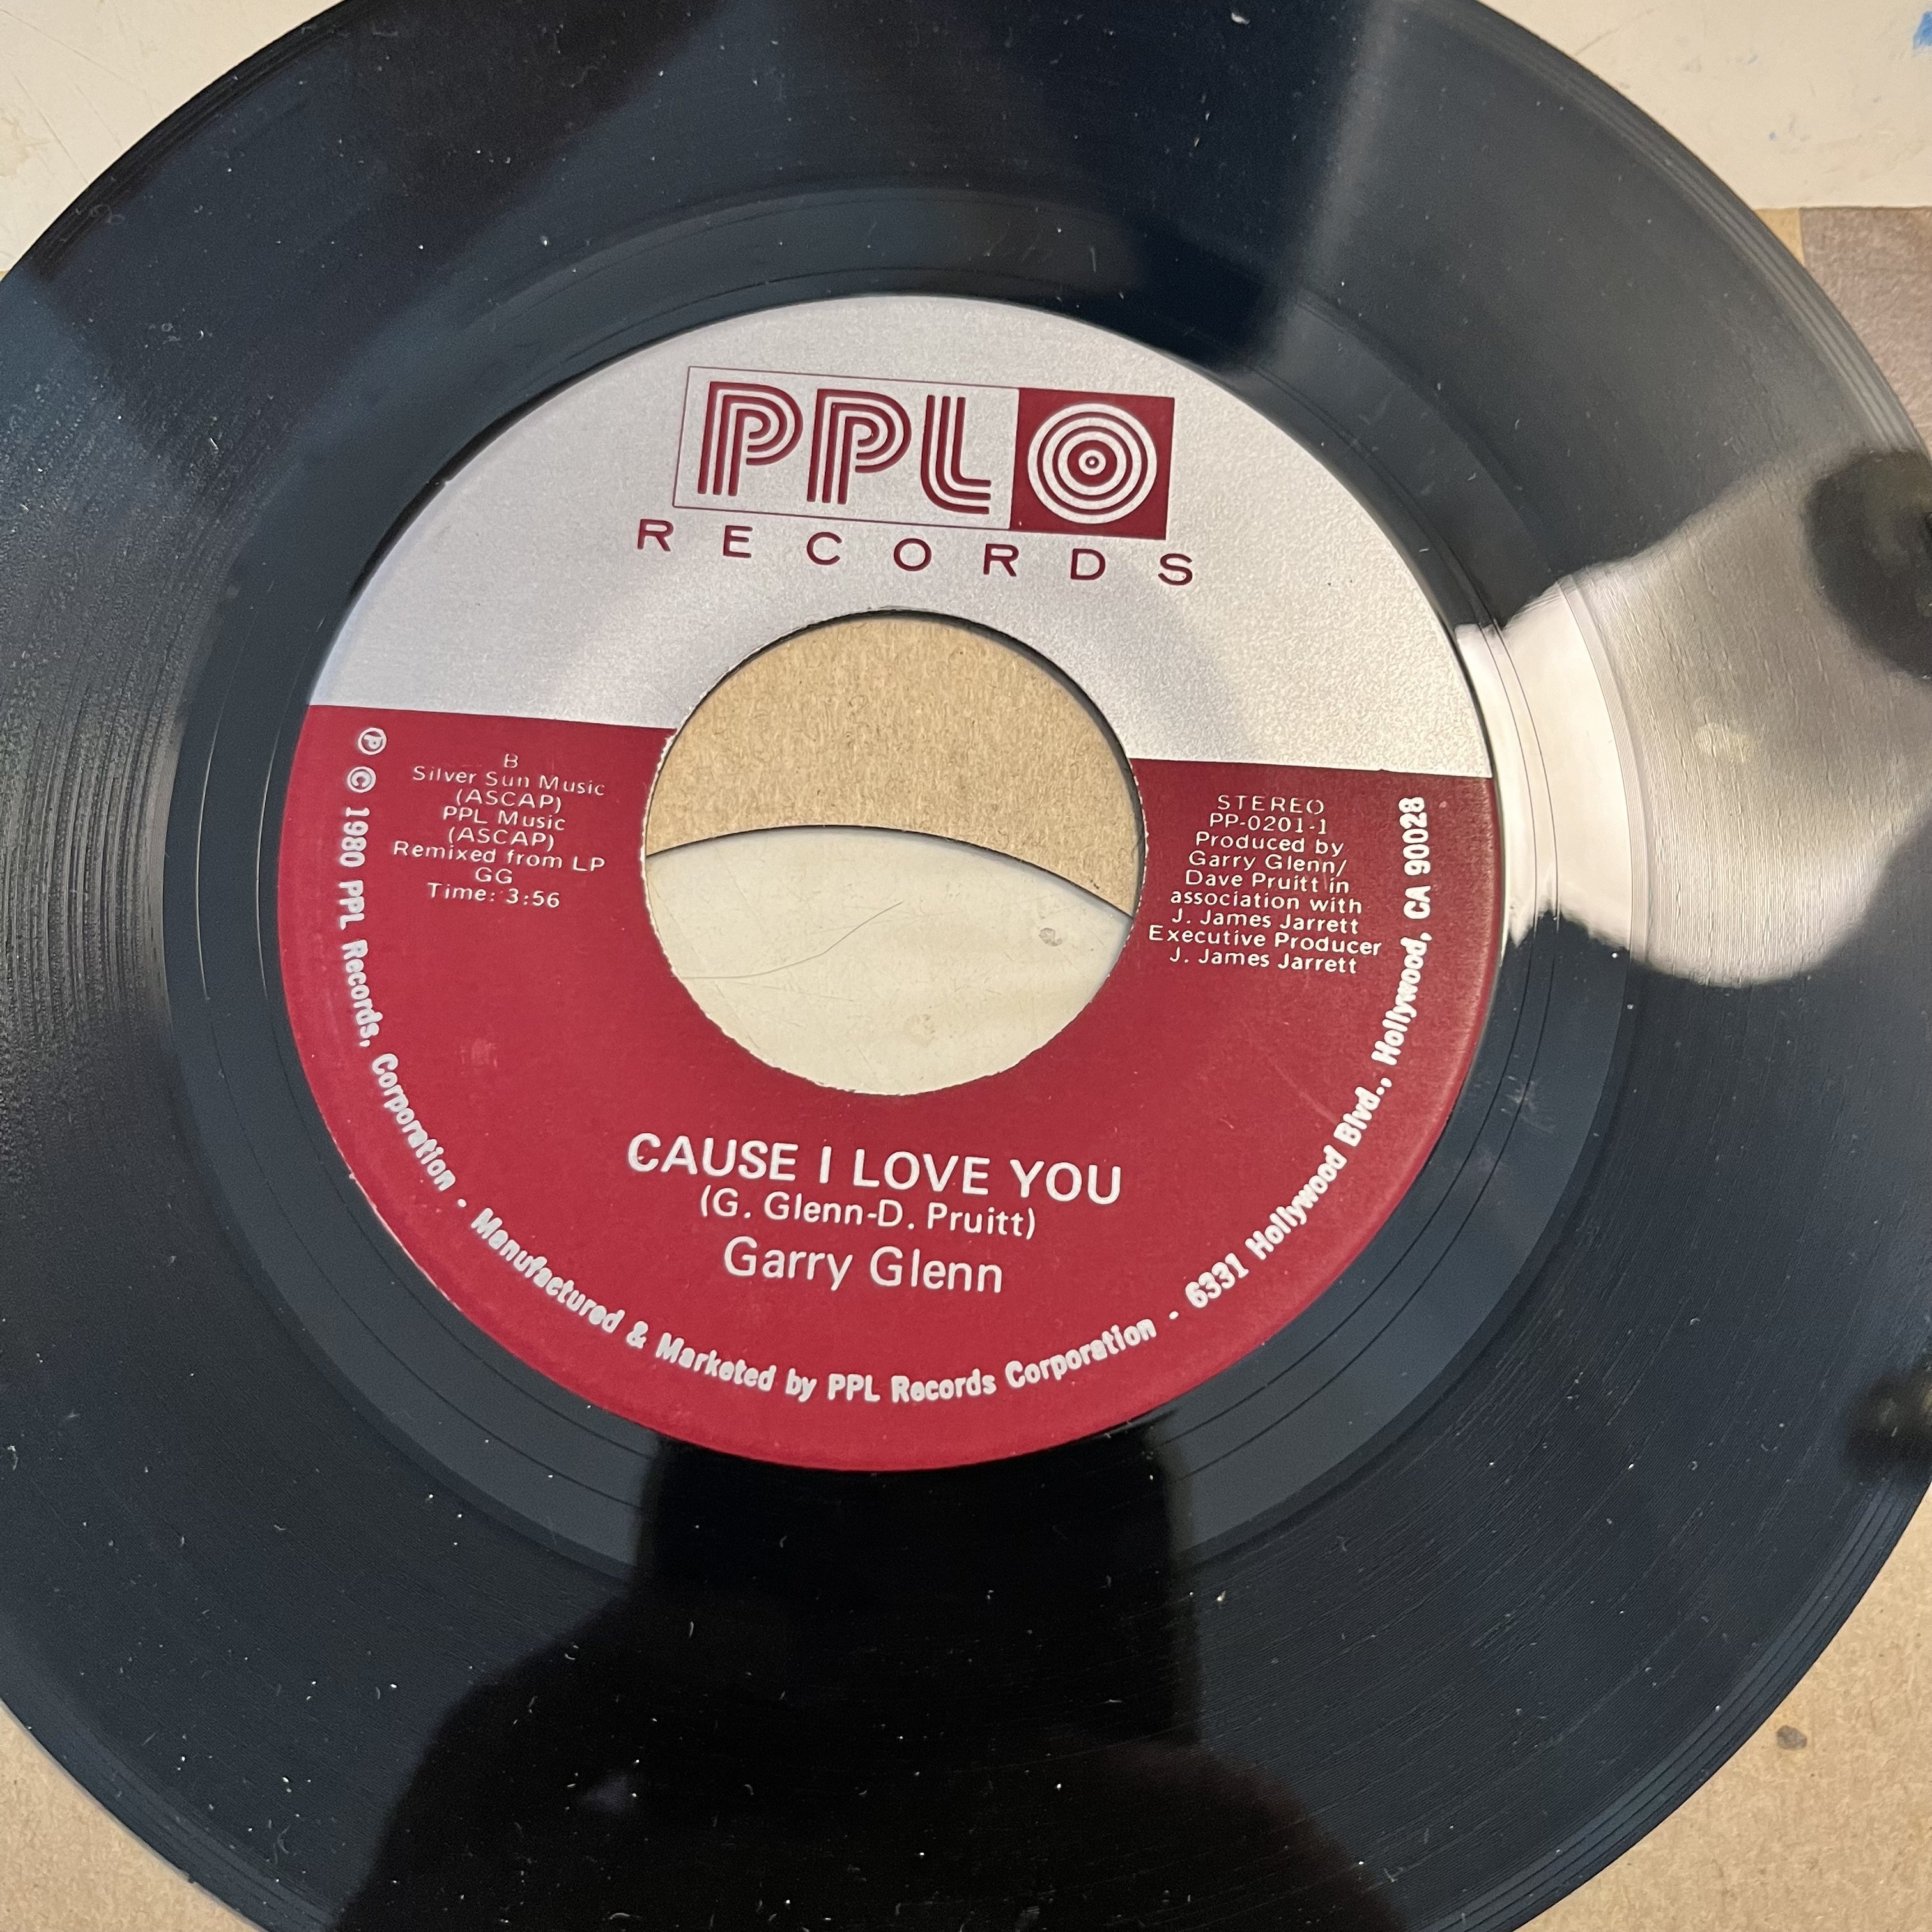 PPL
RECORDS
B
Silver Sun Music
(ASCAP)
PPL Music
(ASCAP)
Remixed from LP
GG
Time: 3:56
STEREO
PP-0201-1
Produced by
Garry Glenn/
Dave Pruitt in
association with
J. James Jarrett
Executive Producer
J. James Jarrett
CAUSE I LOVE YOU
(G. Glenn-D. Pruitt)
Garry Glenn
℗ © 1980 PPL Records, Corporation - Manufactured & Marketed by PPL Records Corporation - 6331 Hollywood Blvd., Hollywood, CA 90028